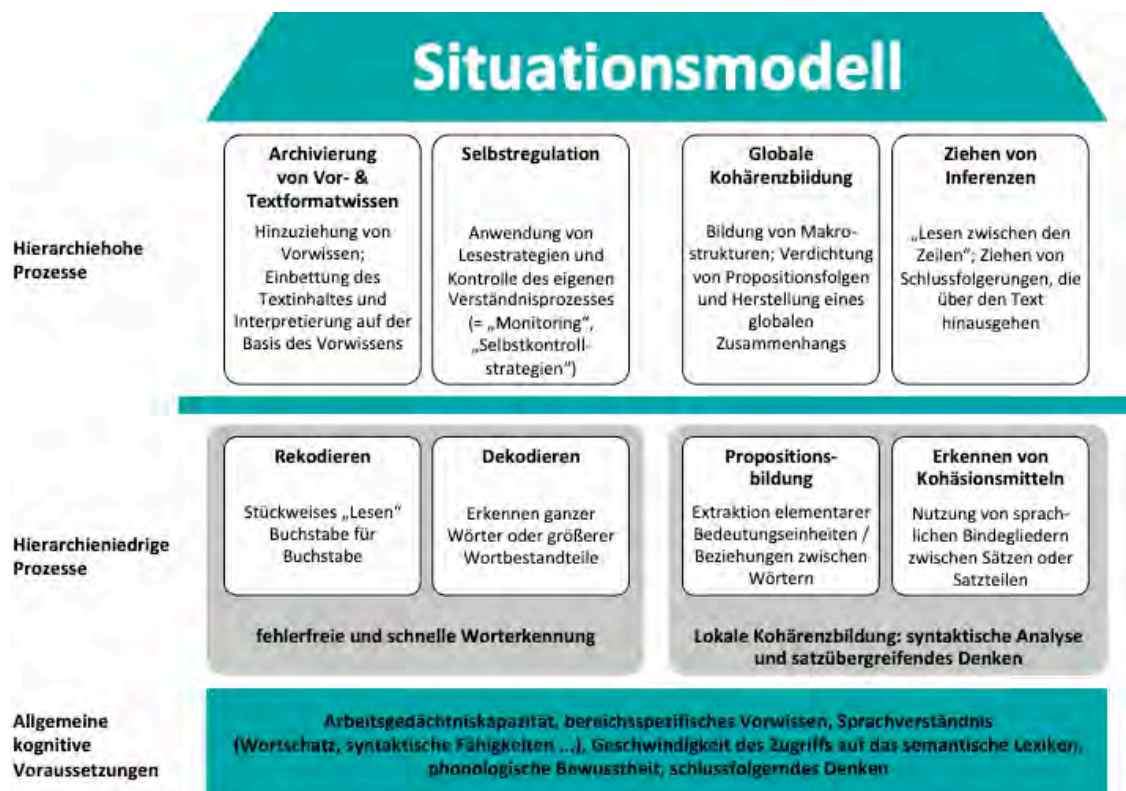 Situationsmodell
Hierarchiehohe
Prozesse
Archivierung
von Vor- &
Textformatwissen
Hinzuziehung von
Vorwissen;
Einbettung des
Textinhaltes und
Interpretierung auf der
Basis des Vorwissens
Selbstregulation
Anwendung von
Lesestrategien und
Kontrolle des eigenen
Verständnisprozesses
(= „Monitoring“,
„Selbstkontroll-
strategien“)
Globale
Kohärenzbildung
Bildung von Makro-
strukturen; Verdichtung
von Propositionsfolgen
und Herstellung eines
globalen
Zusammenhangs
Ziehen von
Inferenzen
„Lesen zwischen den
Zeilen“; Ziehen von
Schlussfolgerungen, die
über den Text
hinausgehen
Hierarchieniedrige
Prozesse
Rekodieren
Stückweises „Lesen“
Buchstabe für
Buchstabe
Dekodieren
Erkennen ganzer
Wörter oder größerer
Wortbestandteile
fehlerfreie und schnelle Worterkennung
Propositions-
bildung
Extraktion elementarer
Bedeutungseinheiten /
Beziehungen zwischen
Wörtern
Erkennen von
Kohäsionsmitteln
Nutzung von sprach-
lichen Bindegliedern
zwischen Sätzen oder
Satzteilen
Lokale Kohärenzbildung: syntaktische Analyse
und satzübergreifendes Denken
Allgemeine
kognitive
Voraussetzungen
Arbeitsgedächtniskapazität, bereichsspezifisches Vorwissen, Sprachverständnis
(Wortschatz, syntaktische Fähigkeiten ...), Geschwindigkeit des Zugriffs auf das semantische Lexikon,
phonologische Bewusstheit, schlussfolgerndes Denken